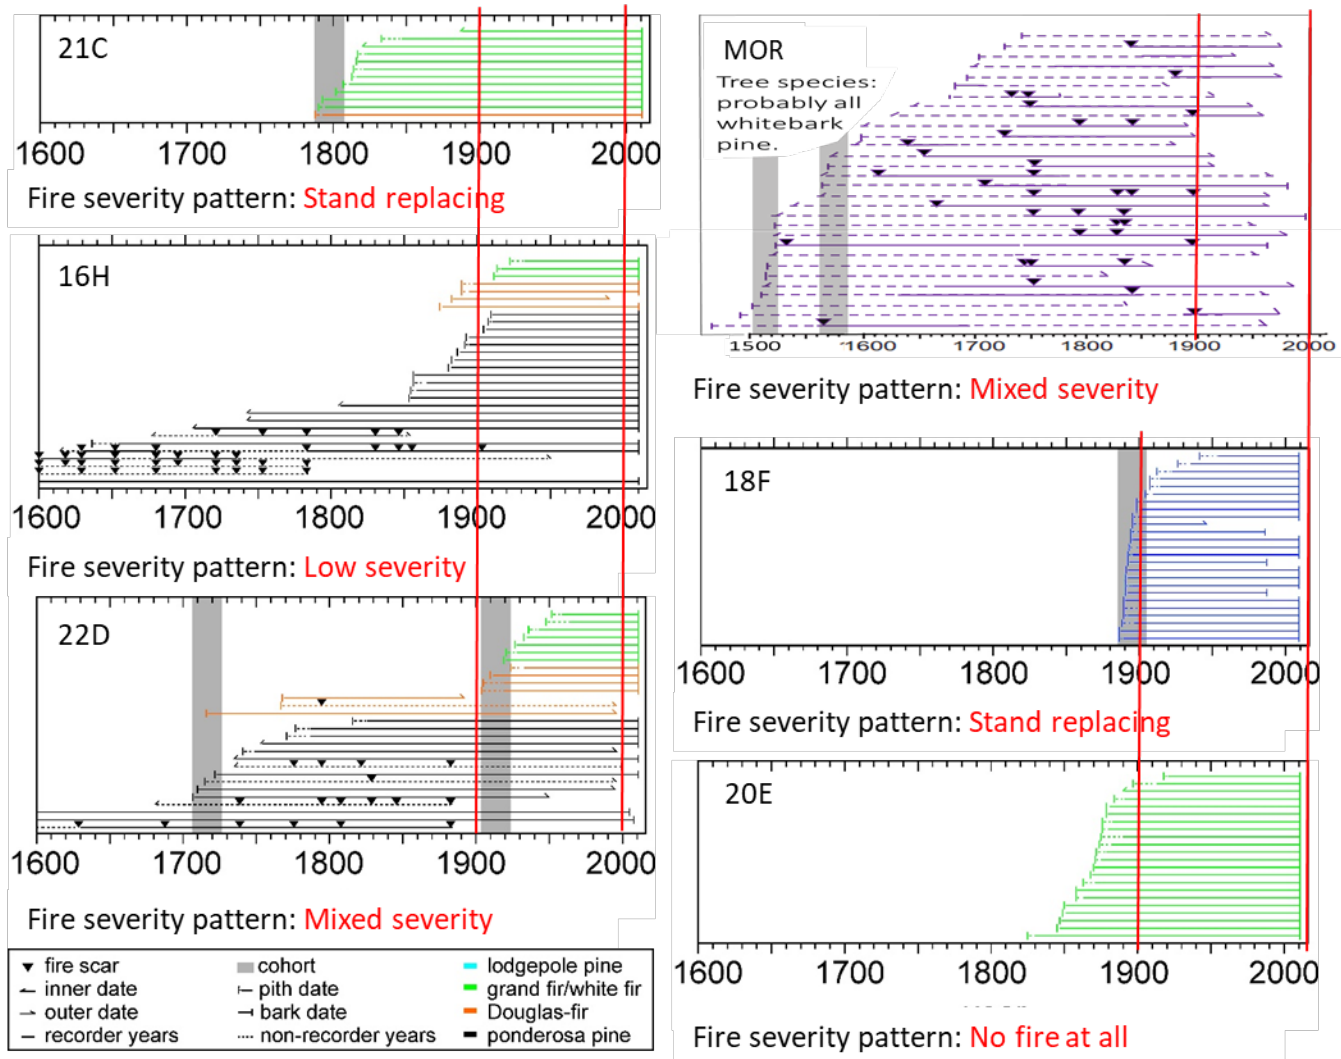 21C
1600 1700 1800 1900 2000
Fire severity pattern: Stand replacing
16H
1600 1700 1800 1900 2000
Fire severity pattern: Low severity
22D
1600 1700 1800 1900 2000
Fire severity pattern: Mixed severity
fire scar
inner date
outer date
recorder years
cohort
pith date
bark date
non-recorder years
lodgepole pine
grand fir/white fir
Douglas-fir
ponderosa pine
MOR
Tree species:
probably all
whitebark
pine.
1500 1600 1700 1800 1900 2000
Fire severity pattern: Mixed severity
18F
1600 1700 1800 1900 2000
Fire severity pattern: Stand replacing
20E
1600 1700 1800 1900 2000
Fire severity pattern: No fire at all